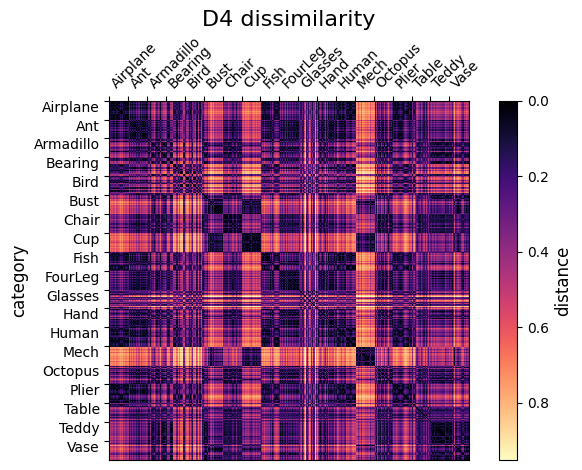 D4 dissimilarity
Airplane
Ant
Armadillo
Bearing
Bird
Bust
Chair
Cup
Fish
FourLeg
Glasses
Hand
Human
Mech
Octopus
Plier
Table
Teddy
Vase
Airplane
Ant
Armadillo
Bearing
Bird
Bust
Chair
Cup
Fish
FourLeg
Glasses
Hand
Human
Mech
Octopus
Plier
Table
Teddy
Vase
category
0.0
0.2
0.4
0.6
0.8
distance